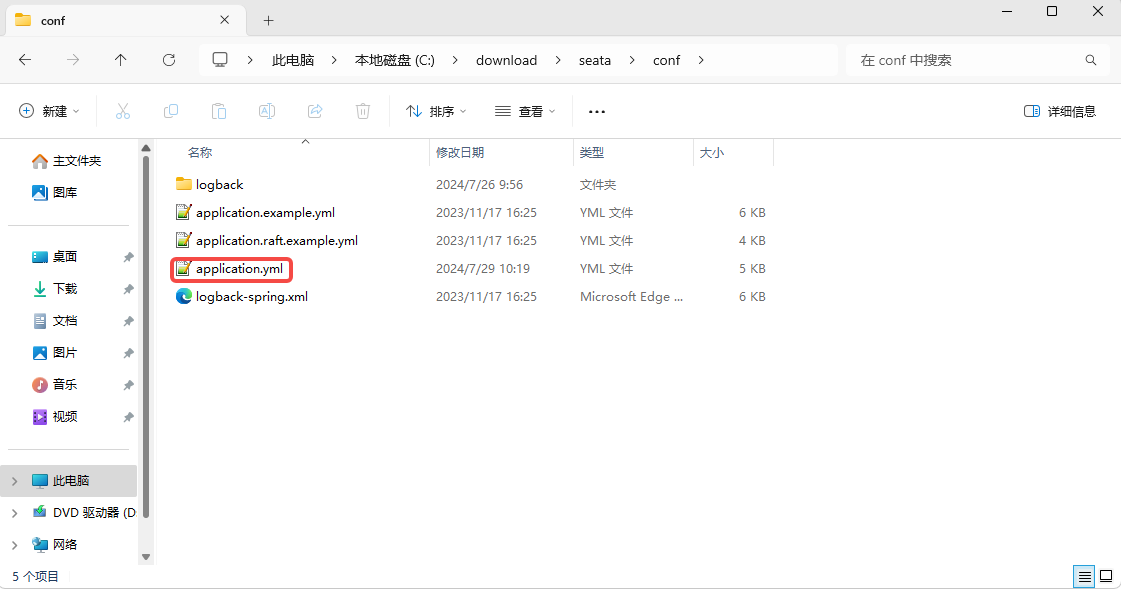 conf
此电脑 本地磁盘 (C:) download seata conf
在 conf 中搜索
新建
排序
查看
详细信息
主文件夹
图库
桌面
下载
文档
图片
音乐
视频
此电脑
DVD 驱动器 (D
网络
名称 修改日期 类型 大小
logback 2024/7/26 9:56 文件夹
application.example.yml 2023/11/17 16:25 YML 文件 6 KB
application.raft.example.yml 2023/11/17 16:25 YML 文件 4 KB
application.yml 2024/7/29 10:19 YML 文件 5 KB
logback-spring.xml 2023/11/17 16:25 Microsoft Edge ... 6 KB
5 个项目